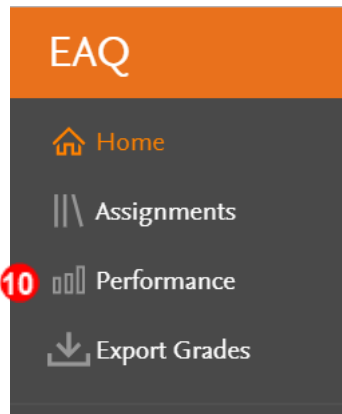 EAQ
Home
Assignments
10 Performance
Export Grades